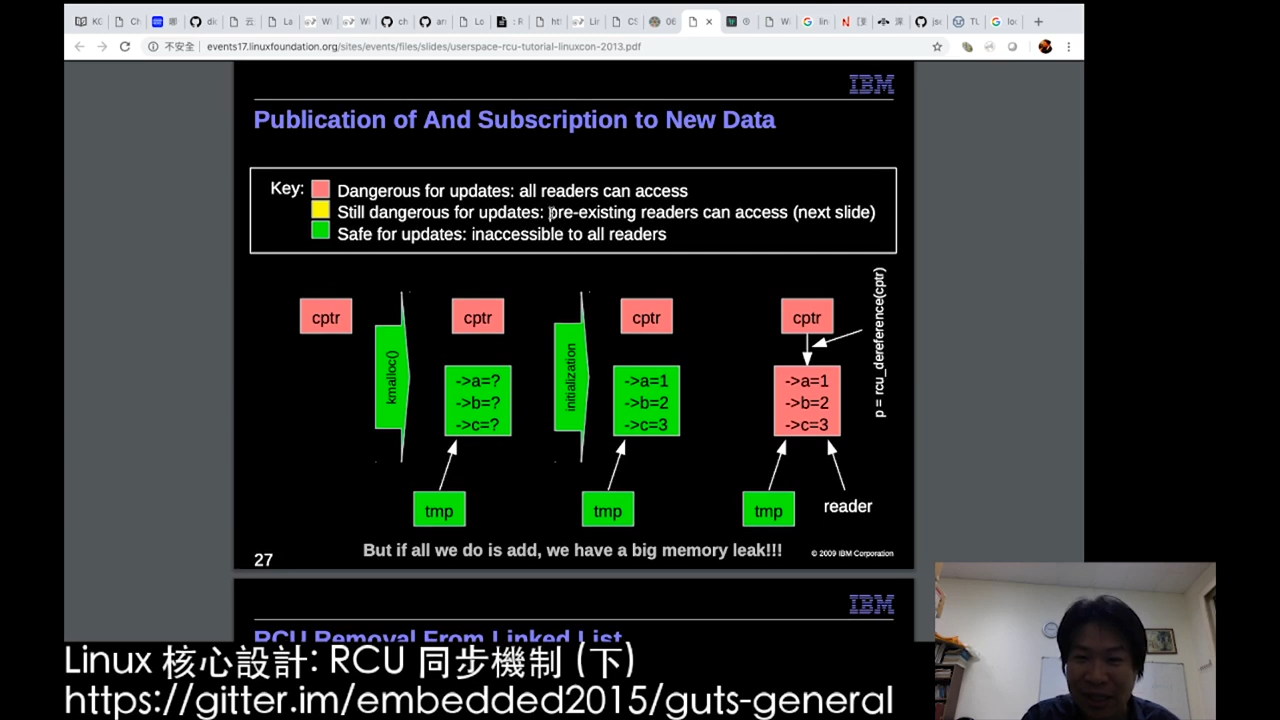 不安全 events17.linuxfoundation.org/sites/events/files/slides/userspace-rcu-tutorial-linuxcon-2013.pdf
IBM
Publication of And Subscription to New Data
Key: Dangerous for updates: all readers can access
Still dangerous for updates: pre-existing readers can access (next slide)
Safe for updates: inaccessible to all readers
cptr
kmalloc()
cptr
->a=?
->b=?
->c=?
tmp
initialization
cptr
->a=1
->b=2
->c=3
tmp
cptr
p = rcu_dereference(cptr)
->a=1
->b=2
->c=3
tmp
reader
But if all we do is add, we have a big memory leak!!!
© 2009 IBM Corporation
27
IBM
RCU Removal From Linked List
Linux 核心設計: RCU 同步機制 (下)
https://gitter.im/embedded2015/guts-general